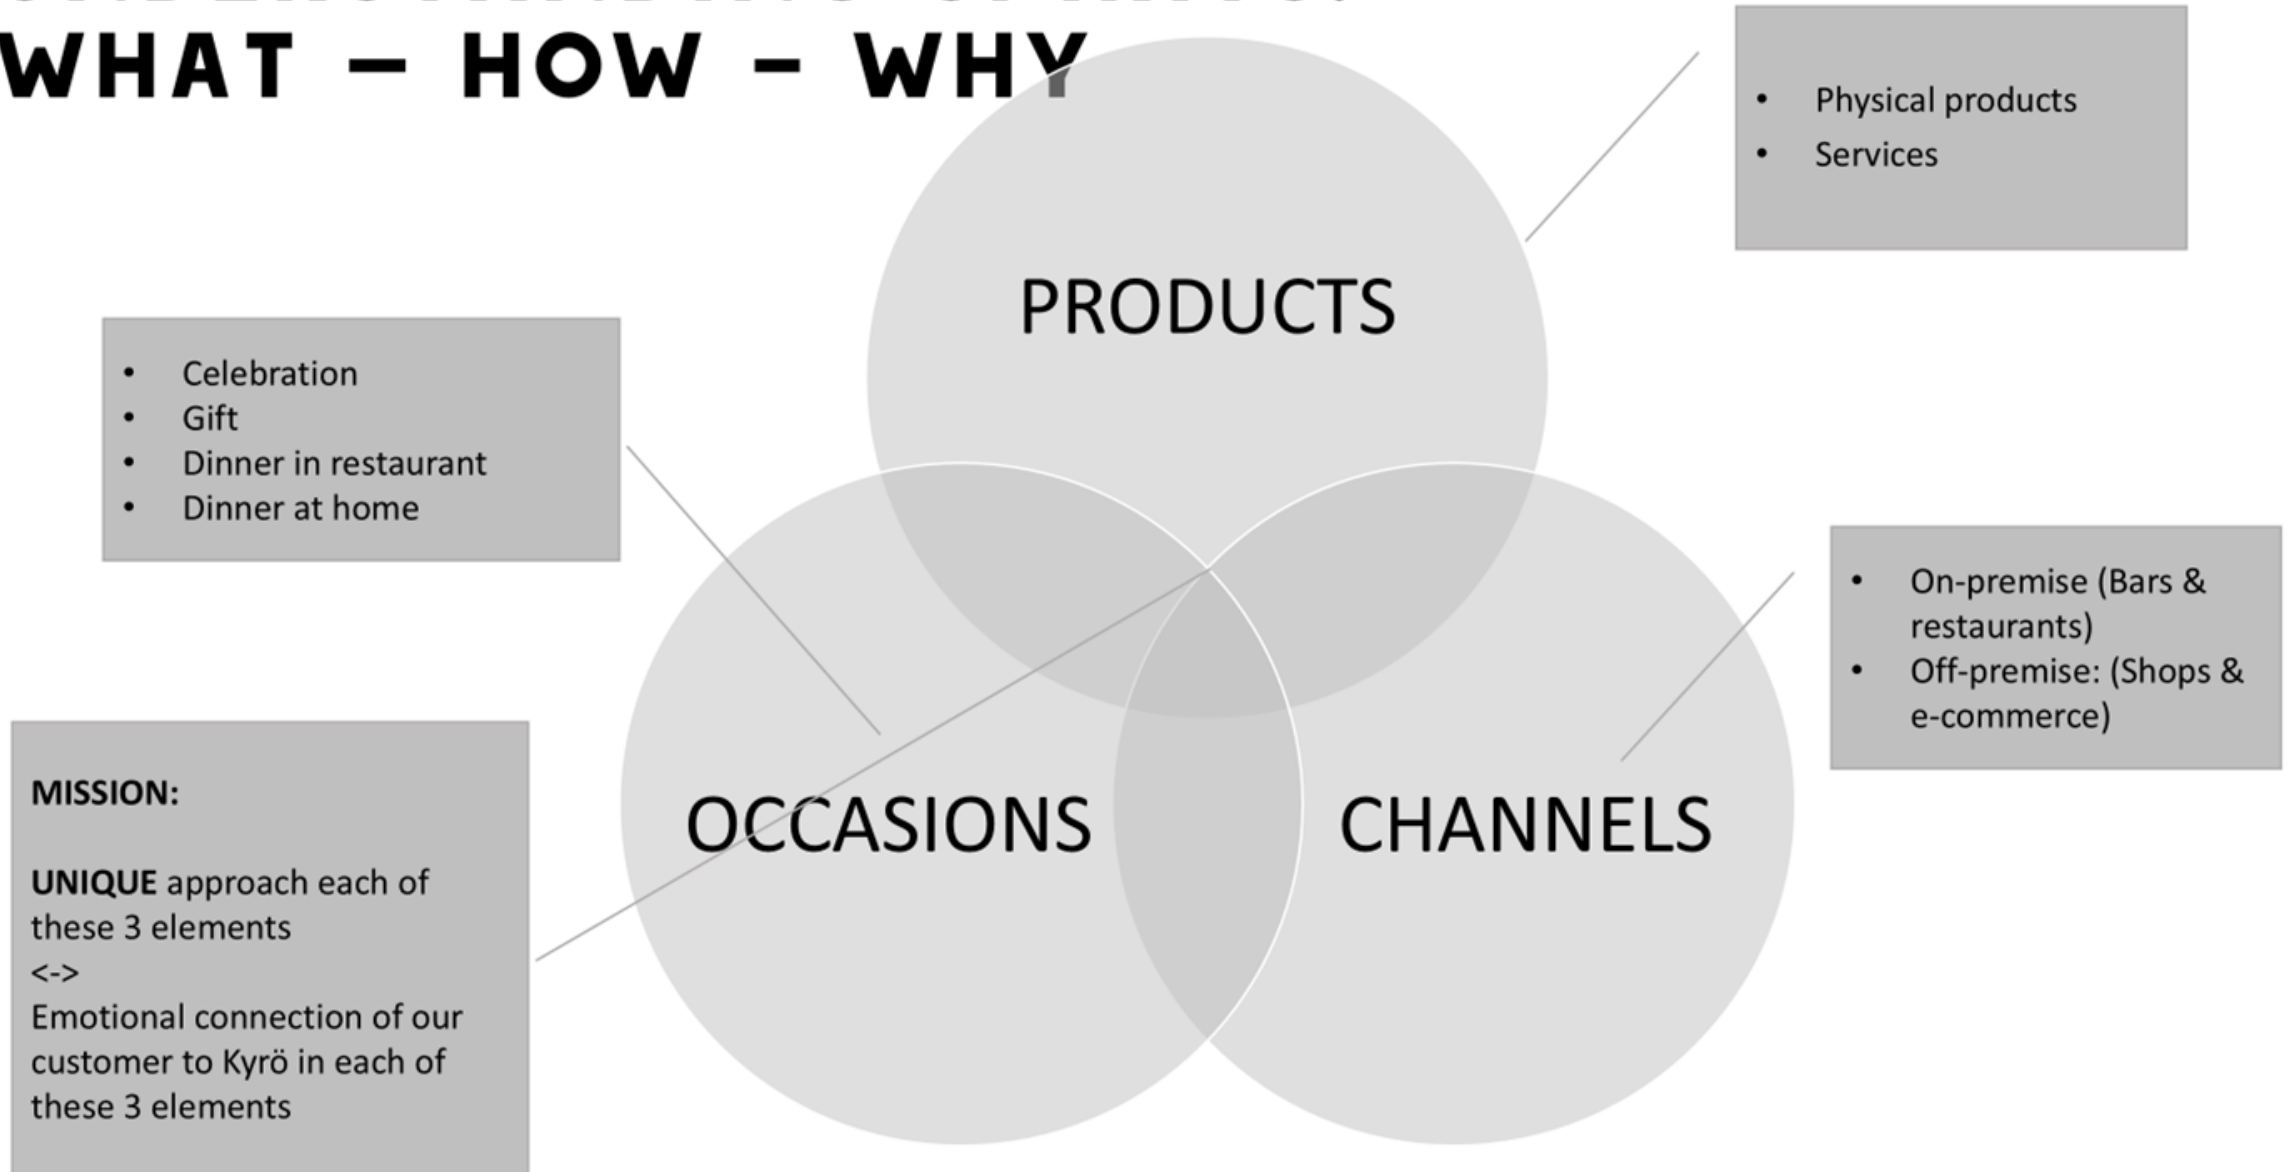 WHAT – HOW – WHY
• Physical products
• Services
PRODUCTS
• Celebration
• Gift
• Dinner in restaurant
• Dinner at home
• On-premise (Bars &
restaurants)
• Off-premise: (Shops &
e-commerce)
OCCASIONS
CHANNELS
MISSION:
UNIQUE approach each of
these 3 elements
<->
Emotional connection of our
customer to Kyrö in each of
these 3 elements